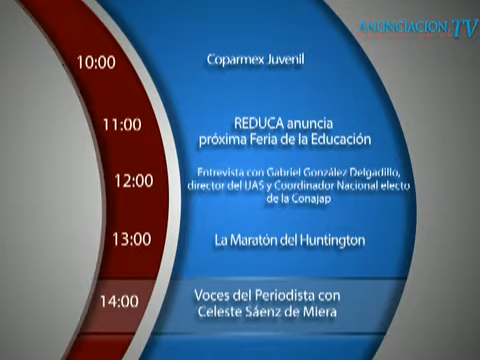 ANUNCIACION TV
10:00 Coparmex Juvenil
11:00 REDUCA anuncia
próxima Feria de la Educación
Entrevista con Gabriel González Delgadillo,
12:00 director del UAS y Coordinador Nacional electo
de la Conajap
13:00 La Maratón del Huntington
14:00 Voces del Periodista con
Celeste Sáenz de Miera